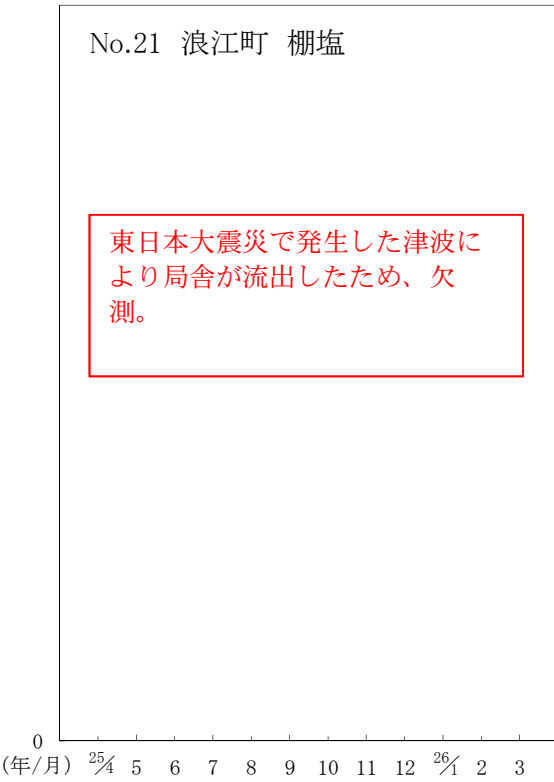 No.21 浪江町 棚塩
東日本大震災で発生した津波に
より局舎が流出したため、欠
測。
0
(年/月) 25/4 5 6 7 8 9 10 11 12 26/1 2 3